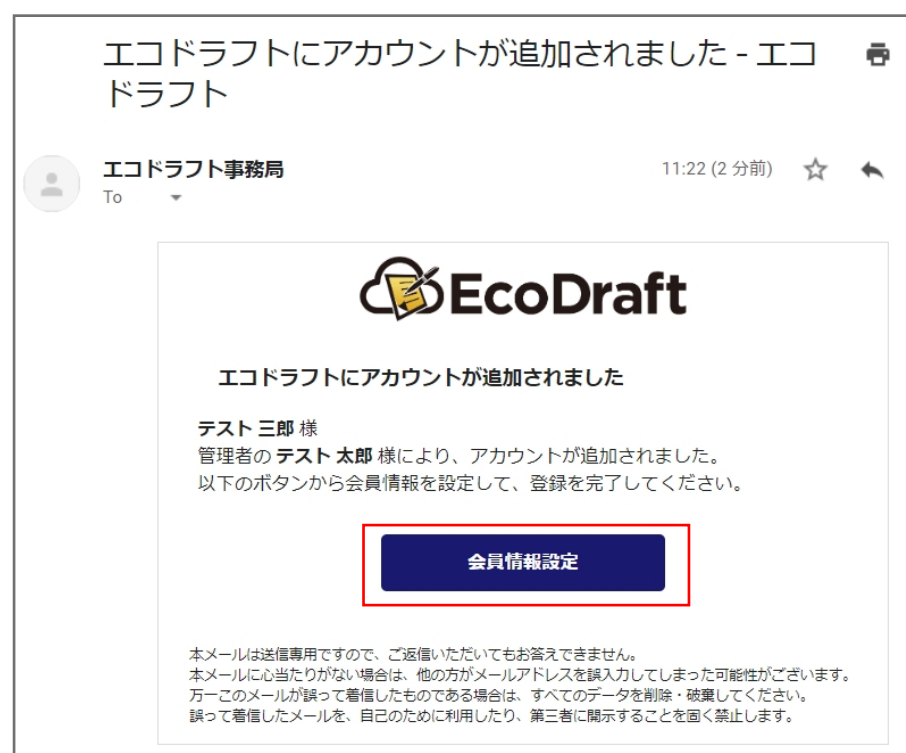 エコドラフトにアカウントが追加されました - エコ
ドラフト
エコドラフト事務局
11:22 (2 分前)
To
EcoDraft
エコドラフトにアカウントが追加されました
テスト 三郎 様
管理者の テスト 太郎 様により、アカウントが追加されました。
以下のボタンから会員情報を設定して、登録を完了してください。
会員情報設定
本メールは送信専用ですので、ご返信いただいてもお答えできません。
本メールに心当たりがない場合は、他の方がメールアドレスを誤入力してしまった可能性がございます。
万一このメールが誤って着信したものである場合は、すべてのデータを削除・破棄してください。
誤って着信したメールを、自己のために利用したり、第三者に開示することを固く禁止します。